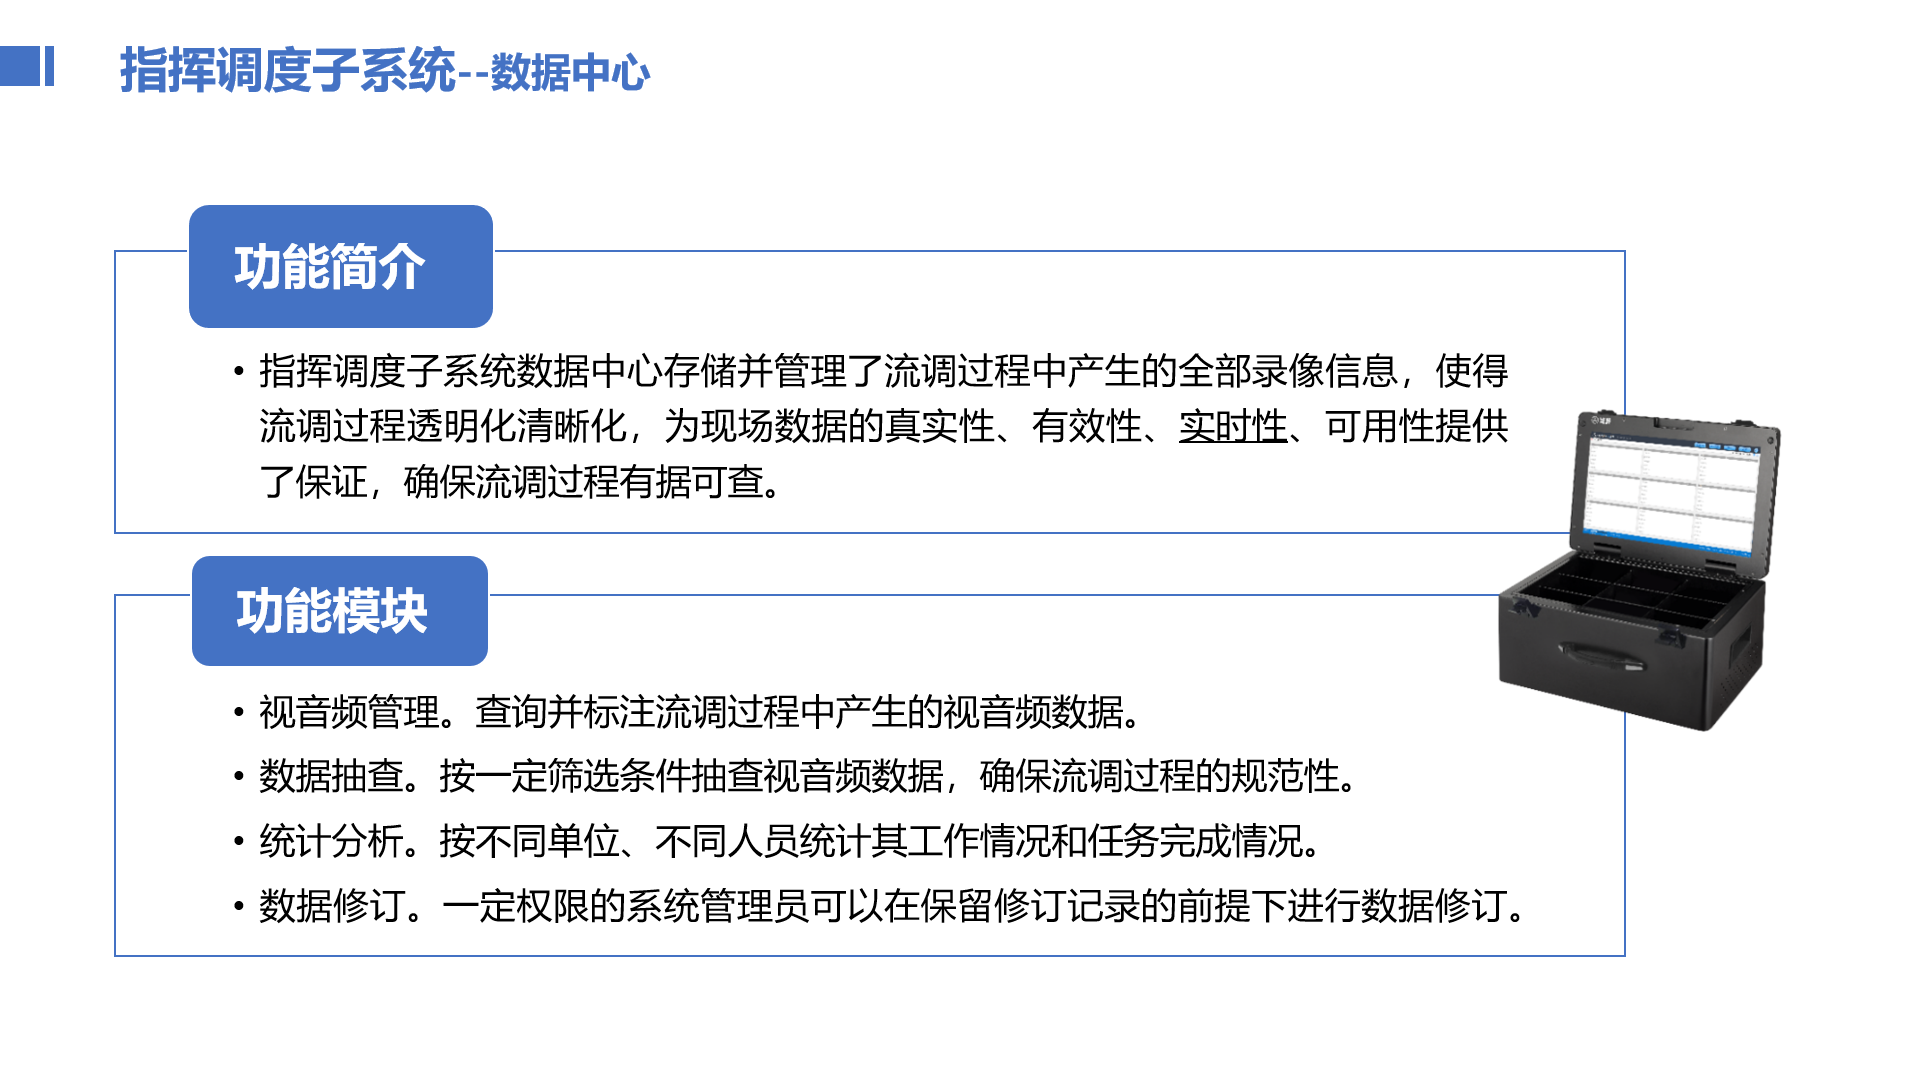 指挥调度子系统--数据中心
功能简介
• 指挥调度子系统数据中心存储并管理了流调过程中产生的全部录像信息，使得
流调过程透明化清晰化，为现场数据的真实性、有效性、实时性、可用性提供
了保证，确保流调过程有据可查。
功能模块
• 视音频管理。查询并标注流调过程中产生的视音频数据。
• 数据抽查。按一定筛选条件抽查视音频数据，确保流调过程的规范性。
• 统计分析。按不同单位、不同人员统计其工作情况和任务完成情况。
• 数据修订。一定权限的系统管理员可以在保留修订记录的前提下进行数据修订。